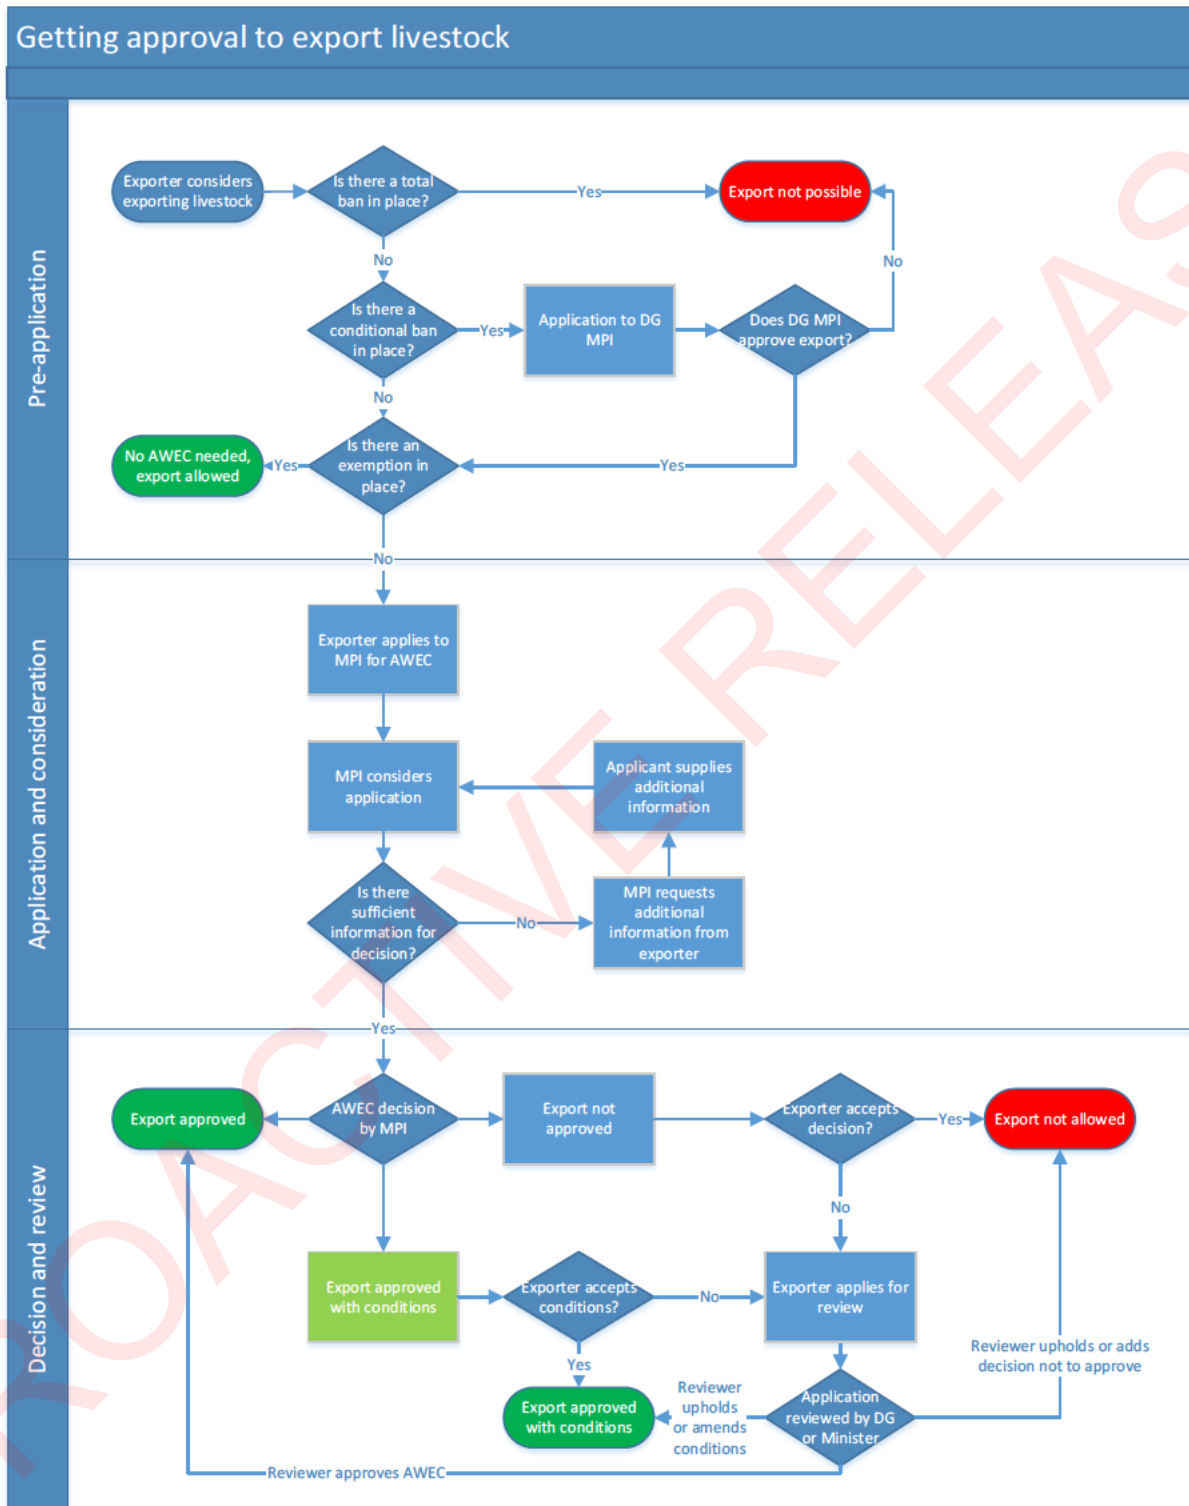 Getting approval to export livestock
Pre-application
Exporter considers
exporting livestock
Is there a total
ban in place?
Yes
Export not possible
No
No
Is there a
conditional ban
in place?
Yes
Application to DG
MPI
Does DG MPI
approve export?
No
No AWEC needed,
export allowed
Yes
Is there an
exemption in
place?
Yes
No
Application and consideration
Exporter applies to
MPI for AWEC
MPI considers
application
Applicant supplies
additional
information
Is there
sufficient
information for
decision?
No
MPI requests
additional
information from
exporter
Yes
Decision and review
Export approved
AWEC decision
by MPI
Export not
approved
Exporter accepts
decision?
Yes
Export not allowed
No
Export approved
with conditions
Exporter accepts
conditions?
No
Exporter applies for
review
Reviewer upholds or adds
decision not to approve
Yes
Export approved
with conditions
Reviewer
upholds
or amends
conditions
Application
reviewed by DG
or Minister
Reviewer approves AWEC
ROACTIVE RELEAS